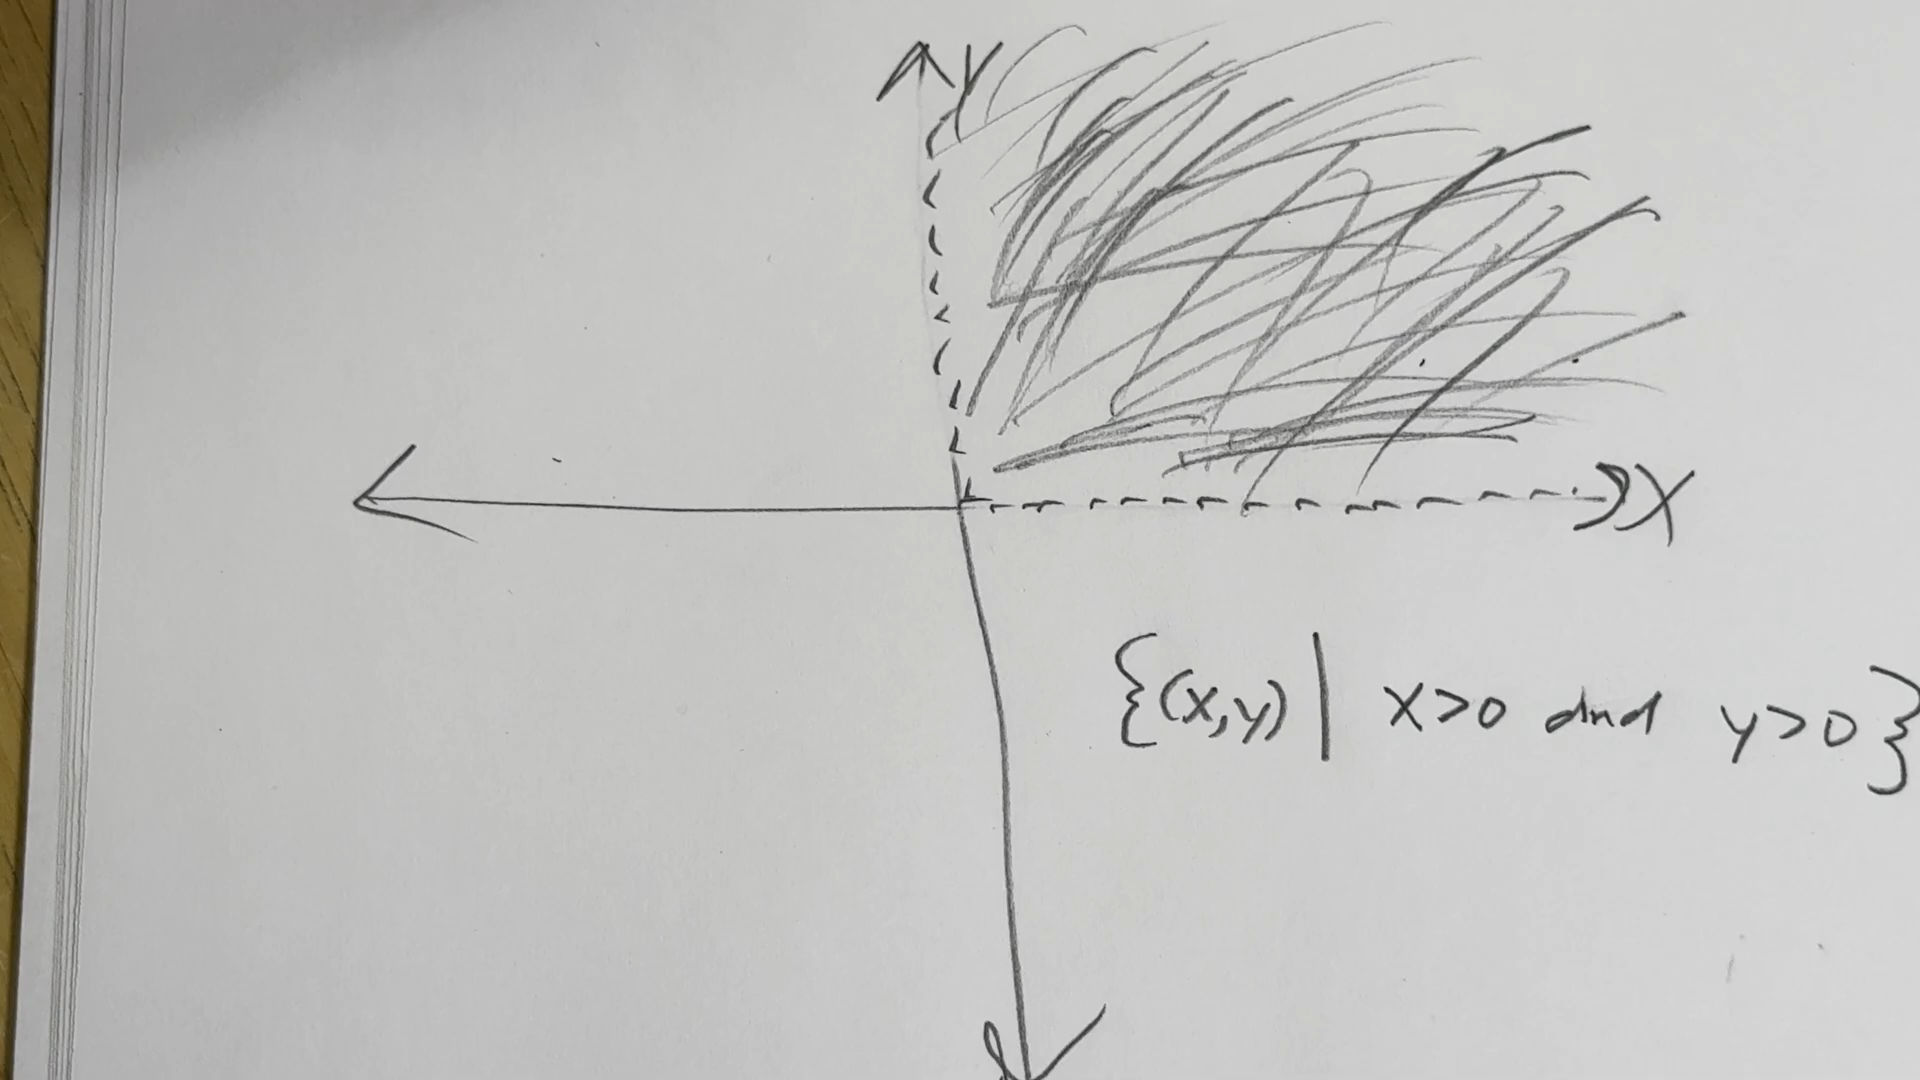 Y
X
{(x,y) | x>0 and y>0}